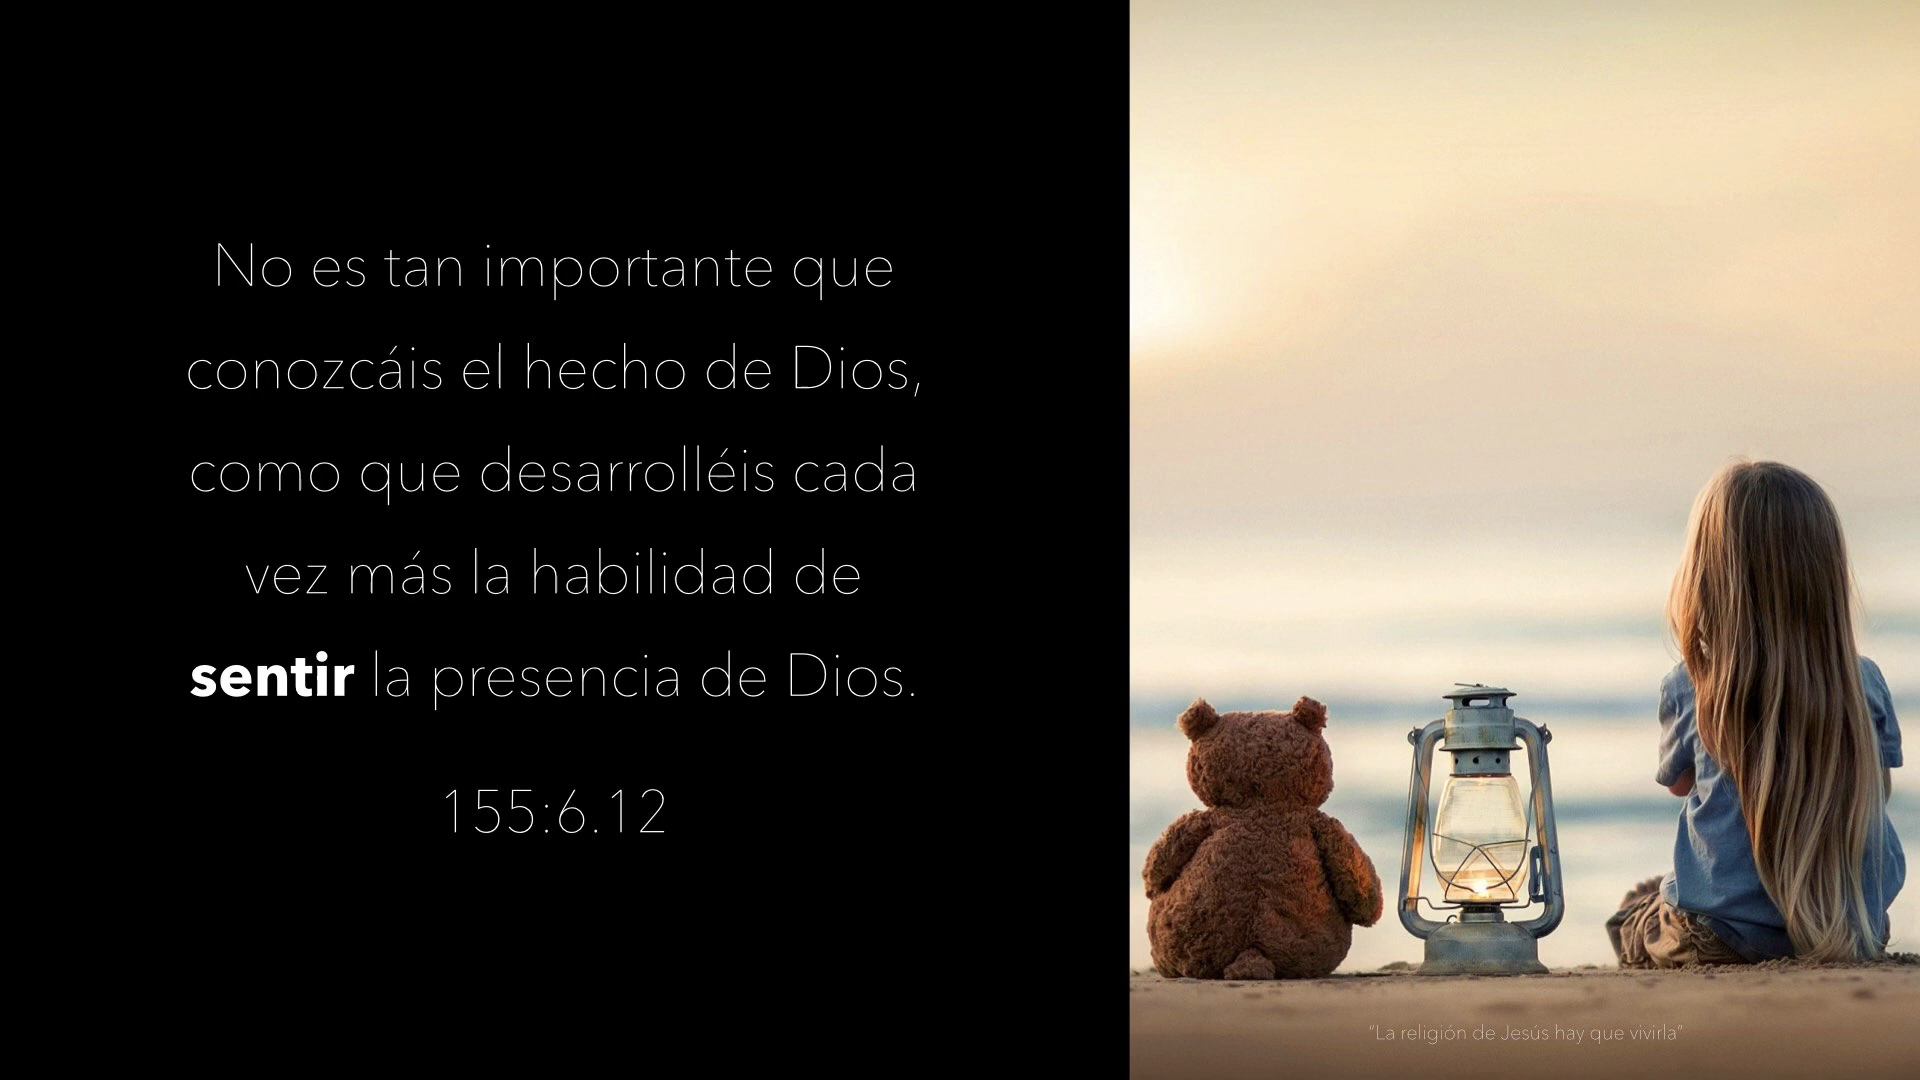 No es tan importante que
conozcáis el hecho de Dios,
como que desarrolléis cada
vez más la habilidad de
sentir la presencia de Dios.
155:6.12
“La religión de Jesús hay que vivirla”